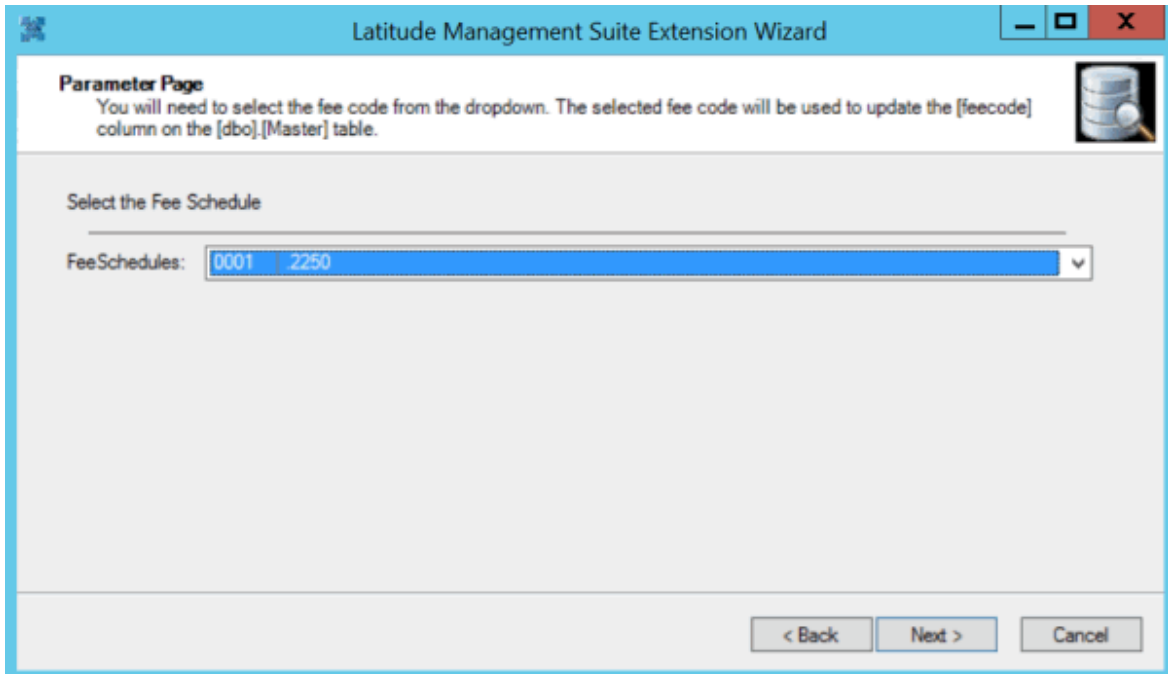 Latitude Management Suite Extension Wizard
Parameter Page
You will need to select the fee code from the dropdown. The selected fee code will be used to update the [feecode]
column on the [dbo].[Master] table.
Select the Fee Schedule
FeeSchedules: 0001 .2250
< Back Next > Cancel